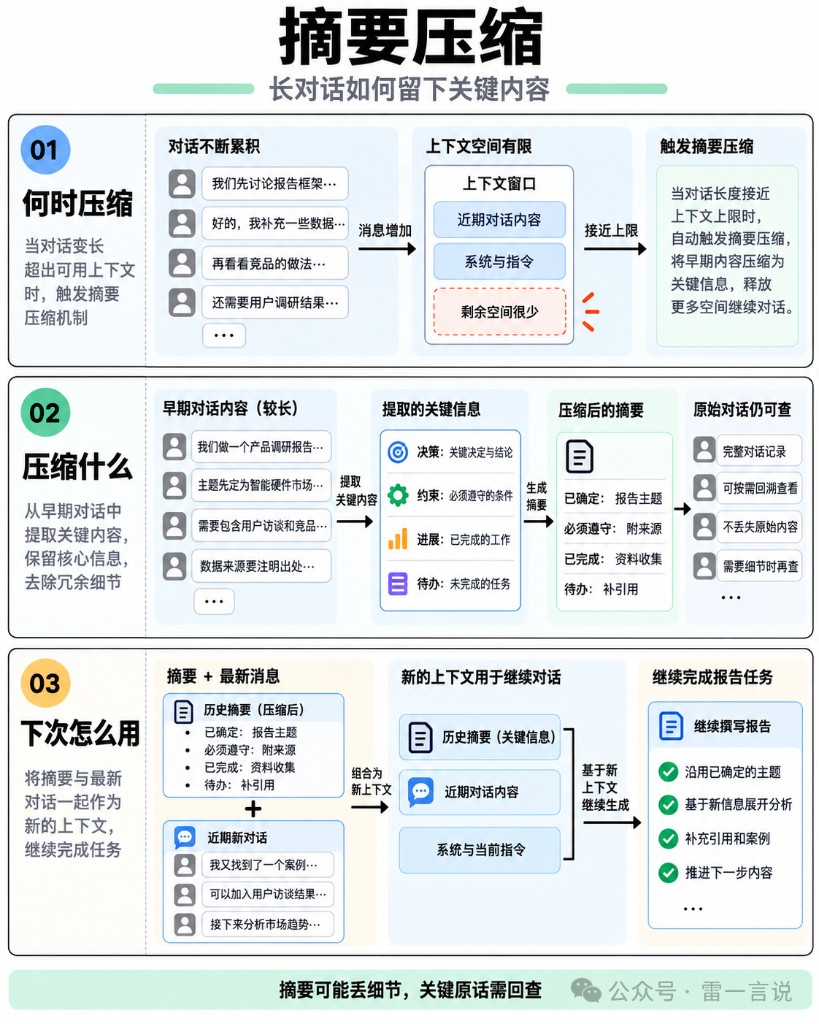 摘要压缩
长对话如何留下关键内容
01
何时压缩
当对话变长
超出可用上下文
时，触发摘要
压缩机制
对话不断累积
我们先讨论报告框架…
好的，我补充一些数据…
再看看竞品的做法…
还需要用户调研结果…
…
消息增加
上下文空间有限
上下文窗口
近期对话内容
系统与指令
剩余空间很少
接近上限
触发摘要压缩
当对话长度接近
上下文上限时，
自动触发摘要压缩，
将早期内容压缩为
关键信息，释放
更多空间继续对话。
02
压缩什么
从早期对话中
提取关键内容，
保留核心信息，
去除冗余细节
早期对话内容（较长）
我们做一个产品调研报告…
主题先定为智能硬件市场…
需要包含用户访谈和竞品…
数据来源要注明出处…
…
提取
关键内容
提取的关键信息
决策：关键决定与结论
约束：必须遵守的条件
进展：已完成的工作
待办：未完成的任务
生成
摘要
压缩后的摘要
已确定：报告主题
必须遵守：附来源
已完成：资料收集
待办：补引用
原始对话仍可查
完整对话记录
可按需回溯查看
不丢失原始内容
需要细节时再查
…
03
下次怎么用
将摘要与最新
对话一起作为
新的上下文，
继续完成任务
摘要 + 最新消息
历史摘要（压缩后）
• 已确定：报告主题
• 必须遵守：附来源
• 已完成：资料收集
• 待办：补引用
+
近期新对话
我又找到了一个案例…
可以加入用户访谈结果…
接下来分析市场趋势…
组合为
新上下文
新的上下文用于继续对话
历史摘要（关键信息）
近期对话内容
系统与当前指令
基于新
上下文
继续生成
继续完成报告任务
继续撰写报告
沿用已确定的主题
基于新信息展开分析
补充引用和案例
推进下一步内容
…
摘要可能丢细节，关键原话需回查
公众号 · 雷一言说